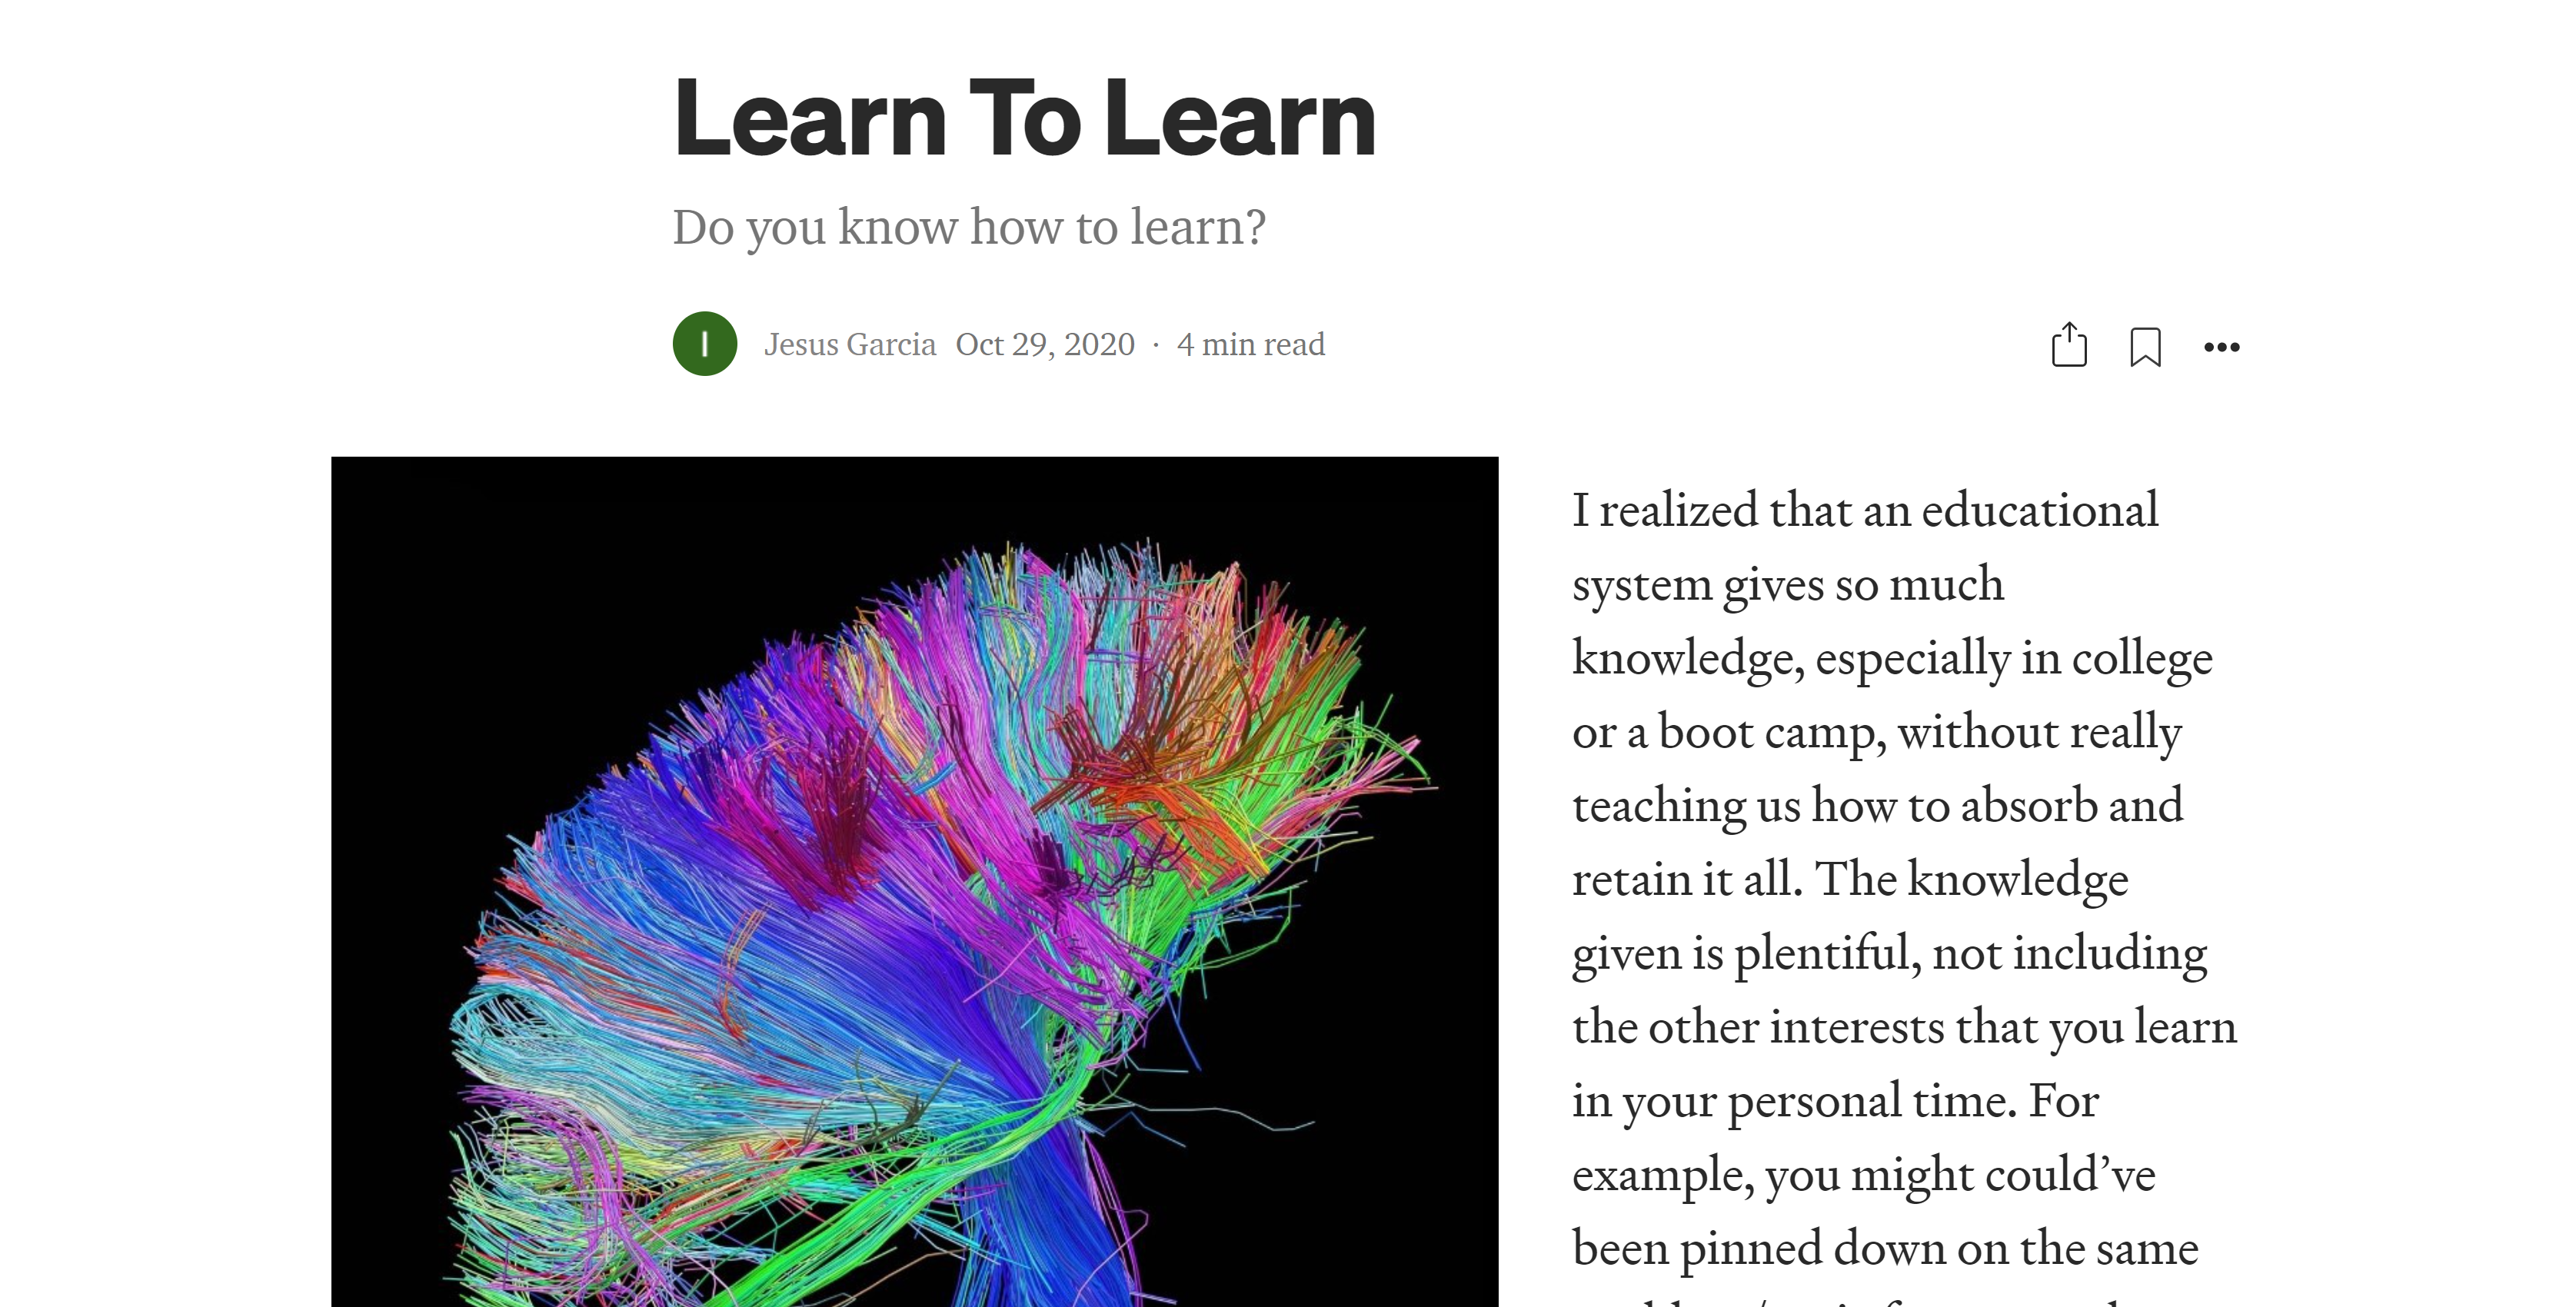 Learn To Learn
Do you know how to learn?
I
Jesus Garcia Oct 29, 2020 · 4 min read
I realized that an educational
system gives so much
knowledge, especially in college
or a boot camp, without really
teaching us how to absorb and
retain it all. The knowledge
given is plentiful, not including
the other interests that you learn
in your personal time. For
example, you might could’ve
been pinned down on the same